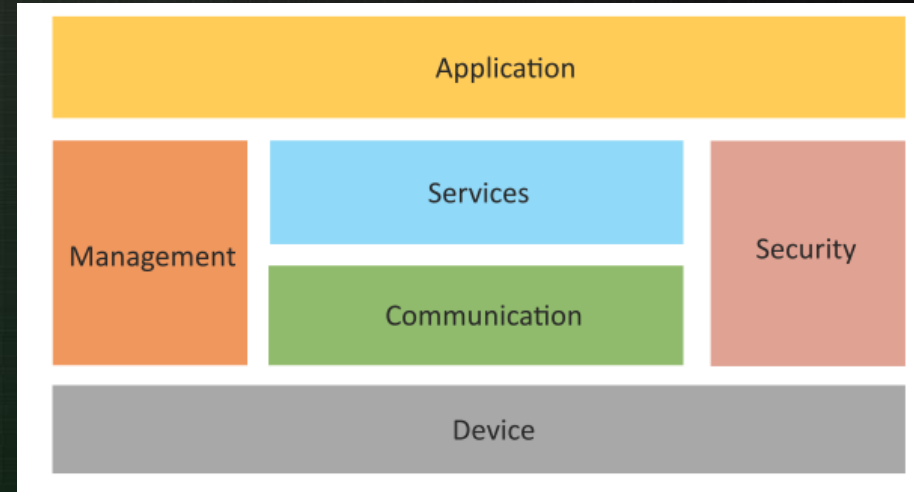 Application
Management
Services
Communication
Security
Device